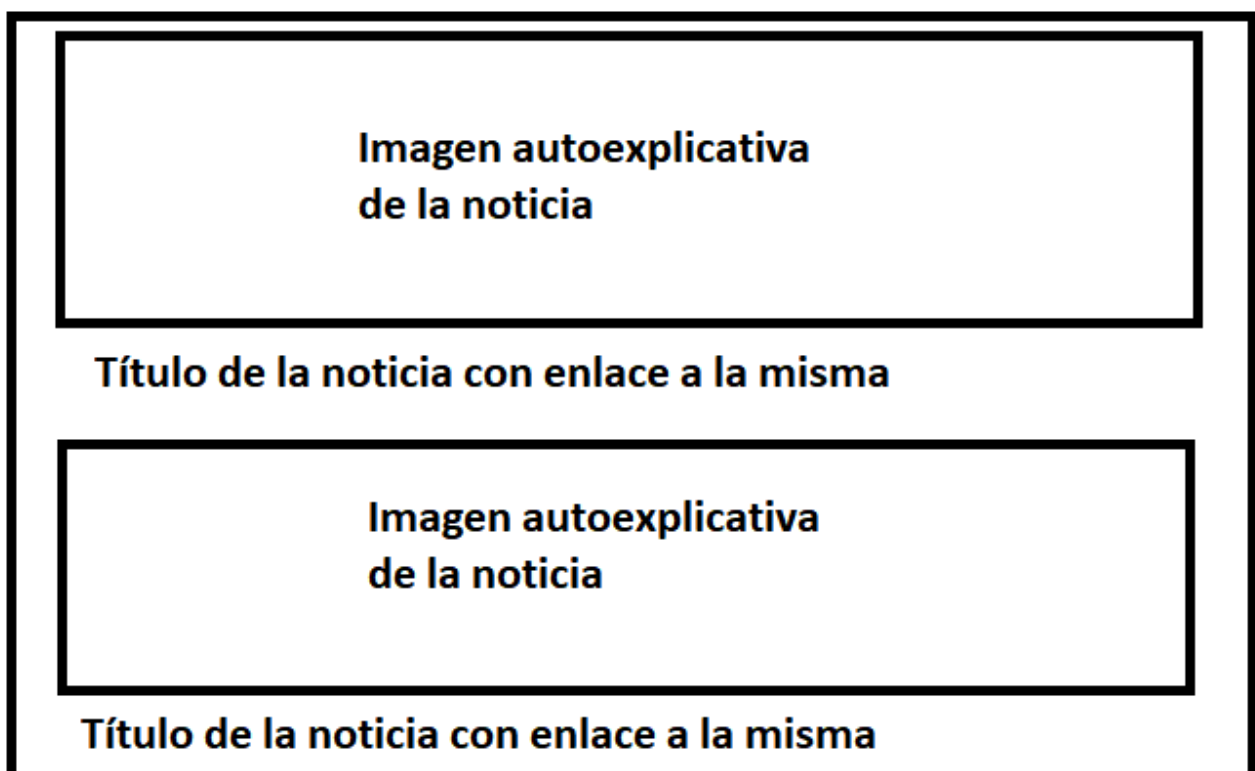 Imagen autoexplicativa
de la noticia
Título de la noticia con enlace a la misma
Imagen autoexplicativa
de la noticia
Título de la noticia con enlace a la misma